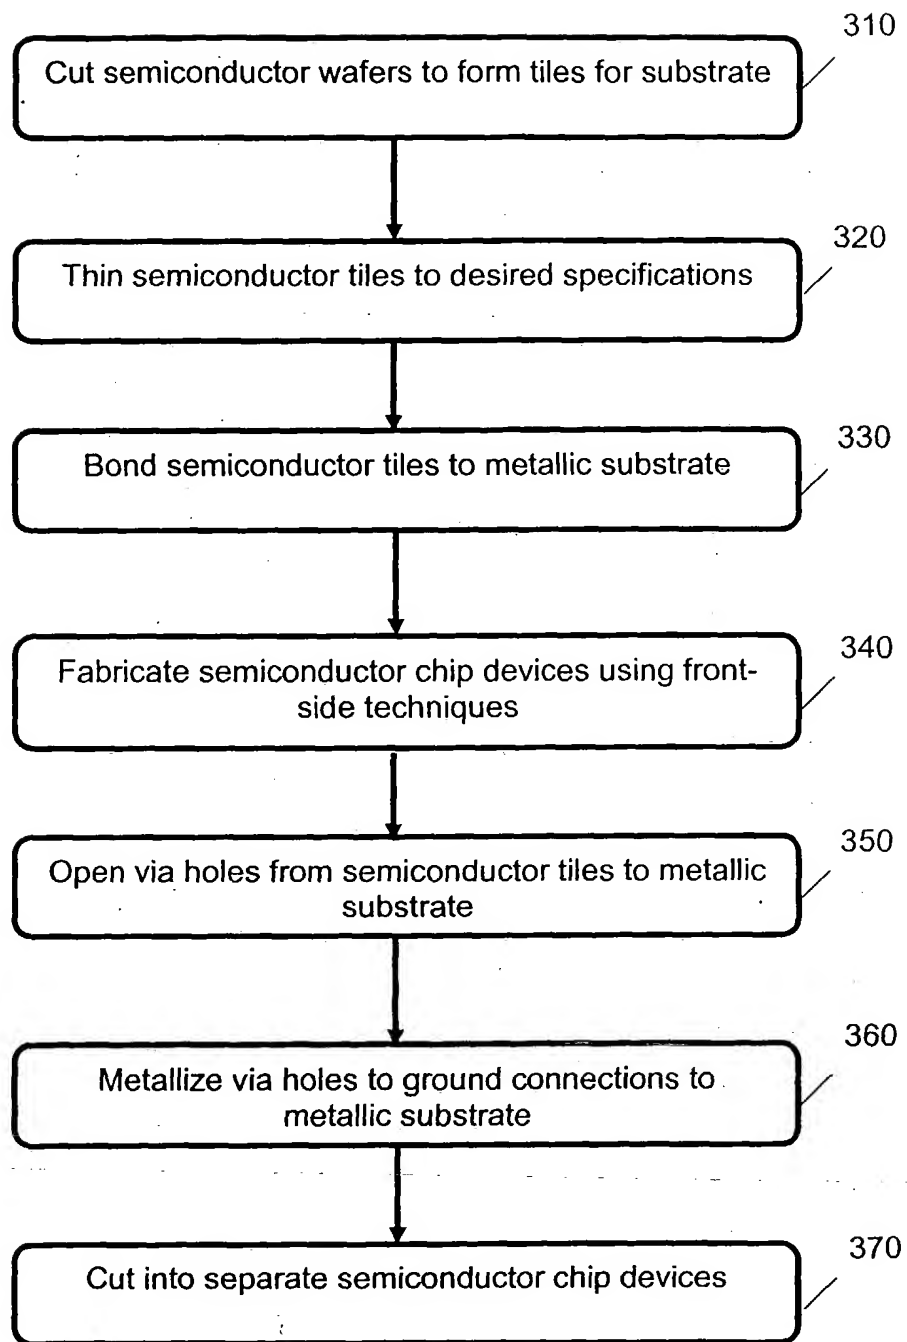 310
Cut semiconductor wafers to form tiles for substrate
320
Thin semiconductor tiles to desired specifications
330
Bond semiconductor tiles to metallic substrate
340
Fabricate semiconductor chip devices using front-
side techniques
350
Open via holes from semiconductor tiles to metallic
substrate
360
Metallize via holes to ground connections to
metallic substrate
370
Cut into separate semiconductor chip devices